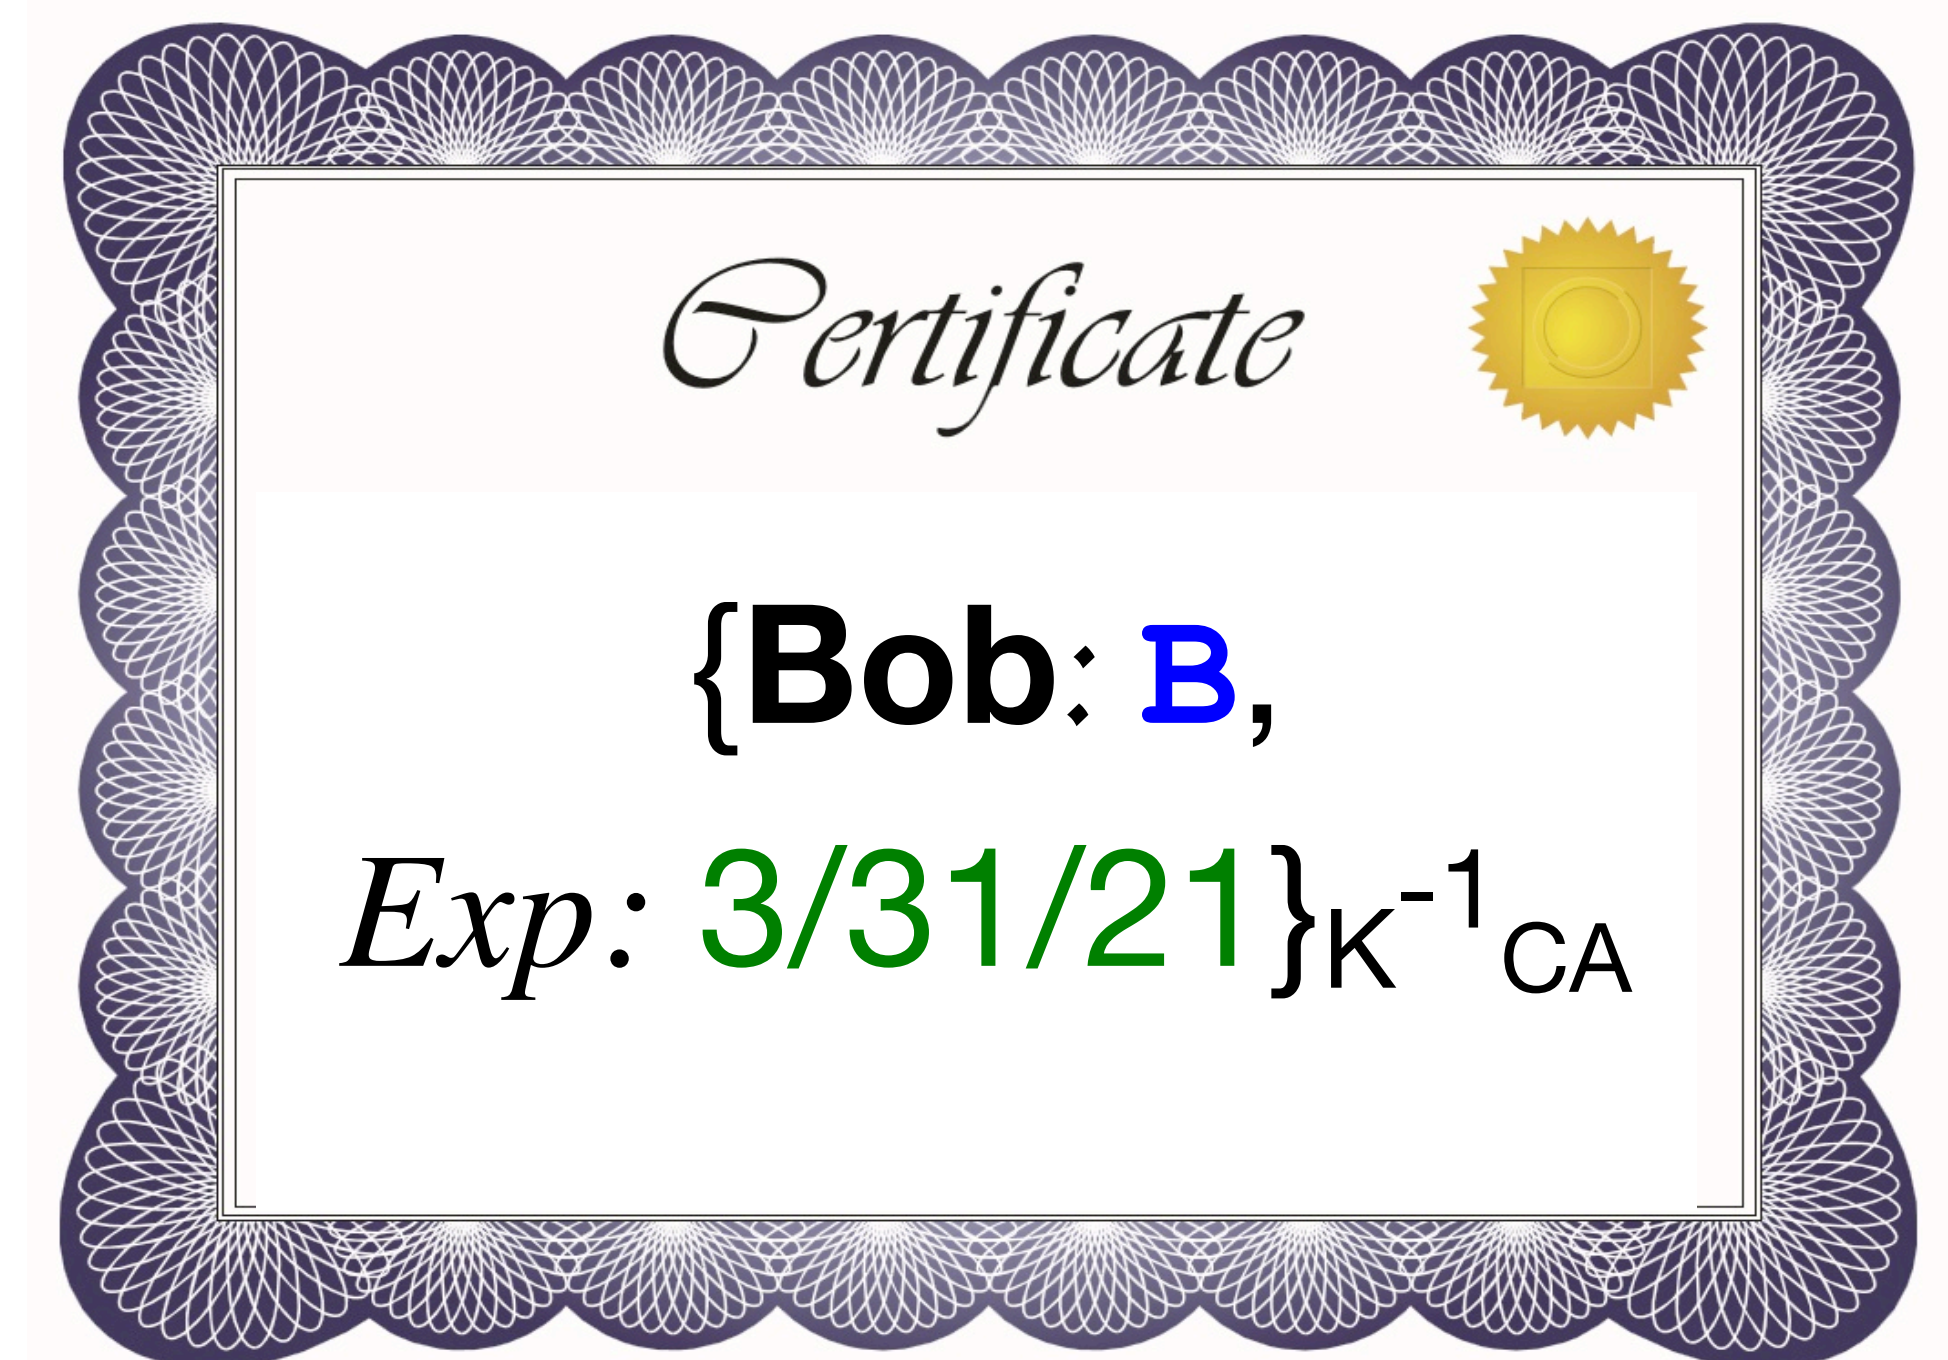 Certificate
{Bob: B,
Exp: 3/31/21}K⁻¹CA